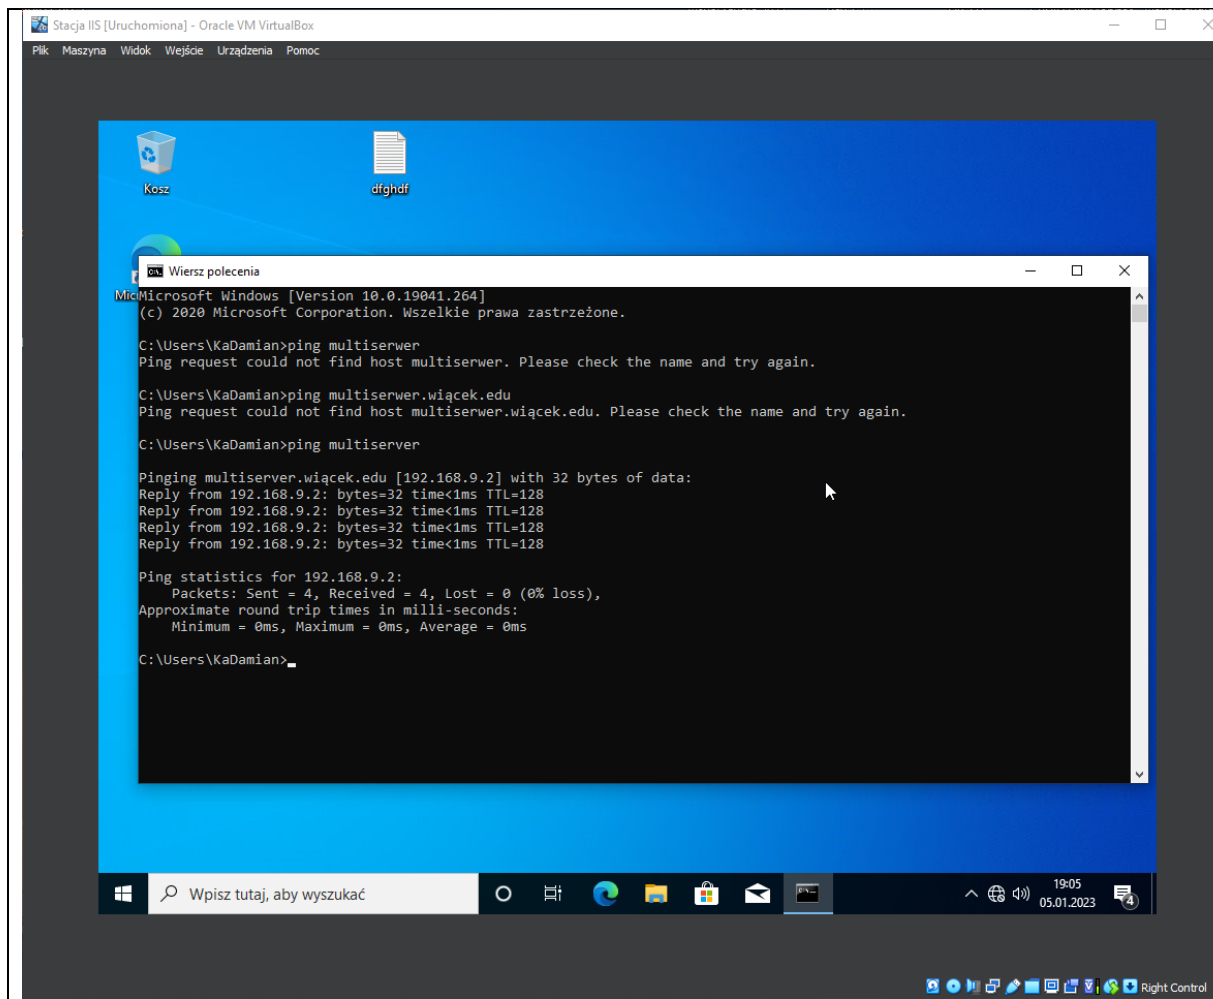 Stacja IIS [Uruchomiona] - Oracle VM VirtualBox
Plik Maszyna Widok Wejście Urządzenia Pomoc
Kosz
dfghdf
Wiersz polecenia
Microsoft Windows [Version 10.0.19041.264]
(c) 2020 Microsoft Corporation. Wszelkie prawa zastrzeżone.
C:\Users\KaDamian>ping multiserwer
Ping request could not find host multiserwer. Please check the name and try again.
C:\Users\KaDamian>ping multiserwer.wiącek.edu
Ping request could not find host multiserwer.wiącek.edu. Please check the name and try again.
C:\Users\KaDamian>ping multiserver
Pinging multiserver.wiącek.edu [192.168.9.2] with 32 bytes of data:
Reply from 192.168.9.2: bytes=32 time<1ms TTL=128
Reply from 192.168.9.2: bytes=32 time<1ms TTL=128
Reply from 192.168.9.2: bytes=32 time<1ms TTL=128
Reply from 192.168.9.2: bytes=32 time<1ms TTL=128
Ping statistics for 192.168.9.2:
Packets: Sent = 4, Received = 4, Lost = 0 (0% loss),
Approximate round trip times in milli-seconds:
Minimum = 0ms, Maximum = 0ms, Average = 0ms
C:\Users\KaDamian>
Wpisz tutaj, aby wyszukać
19:05
05.01.2023
4
Right Control